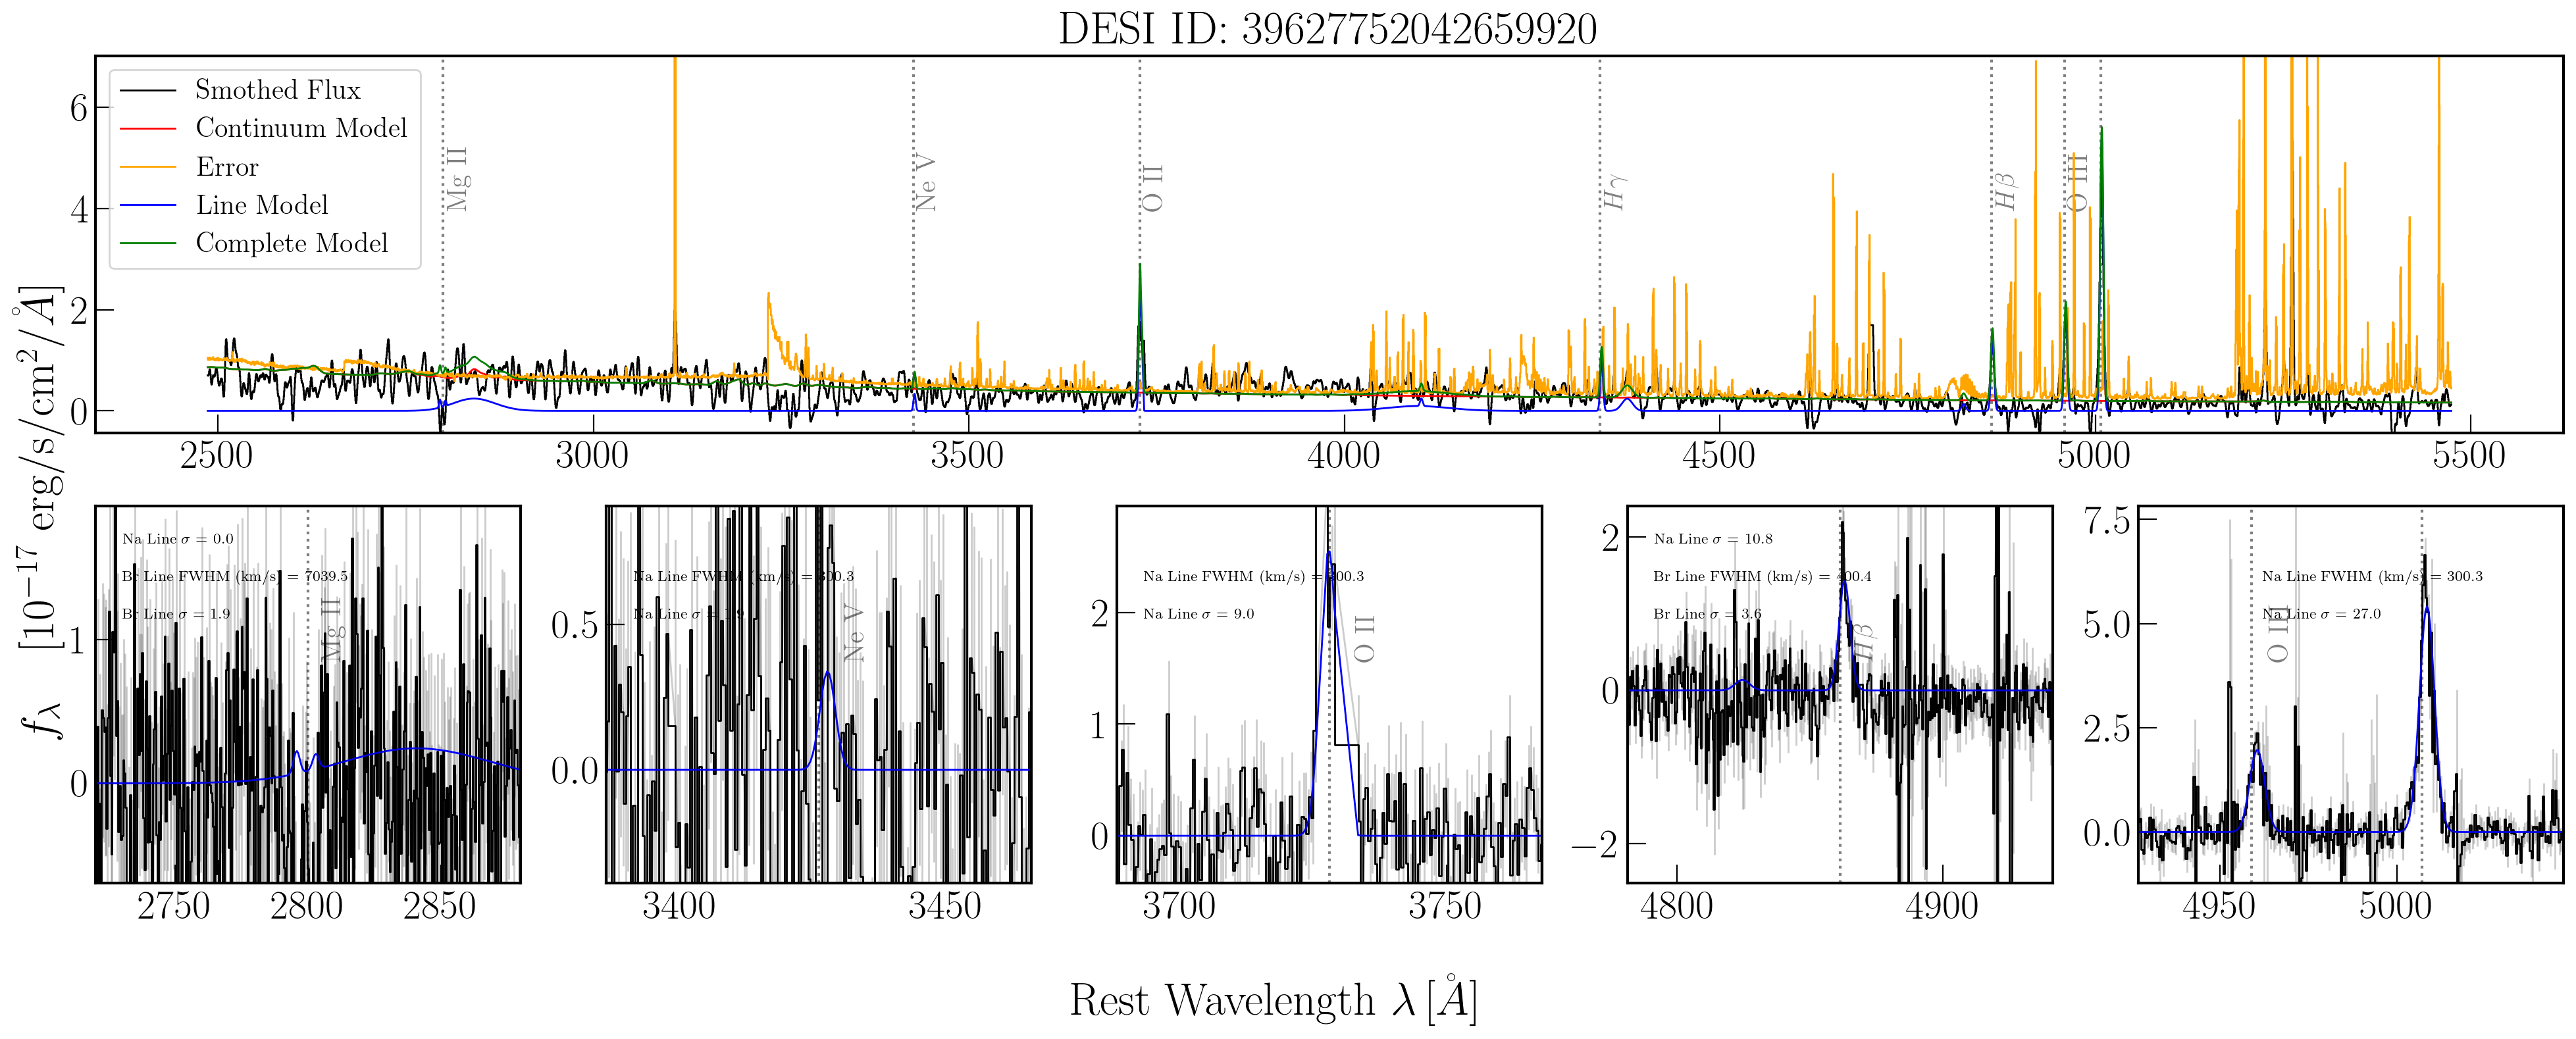 DESI ID: 39627752042659920
Smothed Flux
Continuum Model
Error
Line Model
Complete Model
Mg II
Ne V
O II
Hγ
Hβ
O III
6
4
2
0
2500
3000
3500
4000
4500
5000
5500
f_λ [10^{-17} erg/s/cm^2/Å]
Na Line σ = 0.0
Br Line FWHM (km/s) = 7039.5
Br Line σ = 1.9
Mg II
1
0
2750
2800
2850
Na Line FWHM (km/s) = 300.3
Na Line σ = 1.9
Ne V
0.5
0.0
3400
3450
Na Line FWHM (km/s) = 300.3
Na Line σ = 9.0
O II
2
1
0
3700
3750
Na Line σ = 10.8
Br Line FWHM (km/s) = 400.4
Br Line σ = 3.6
Hβ
2
0
−2
4800
4900
Na Line FWHM (km/s) = 300.3
Na Line σ = 27.0
O III
7.5
5.0
2.5
0.0
4950
5000
Rest Wavelength λ [Å]